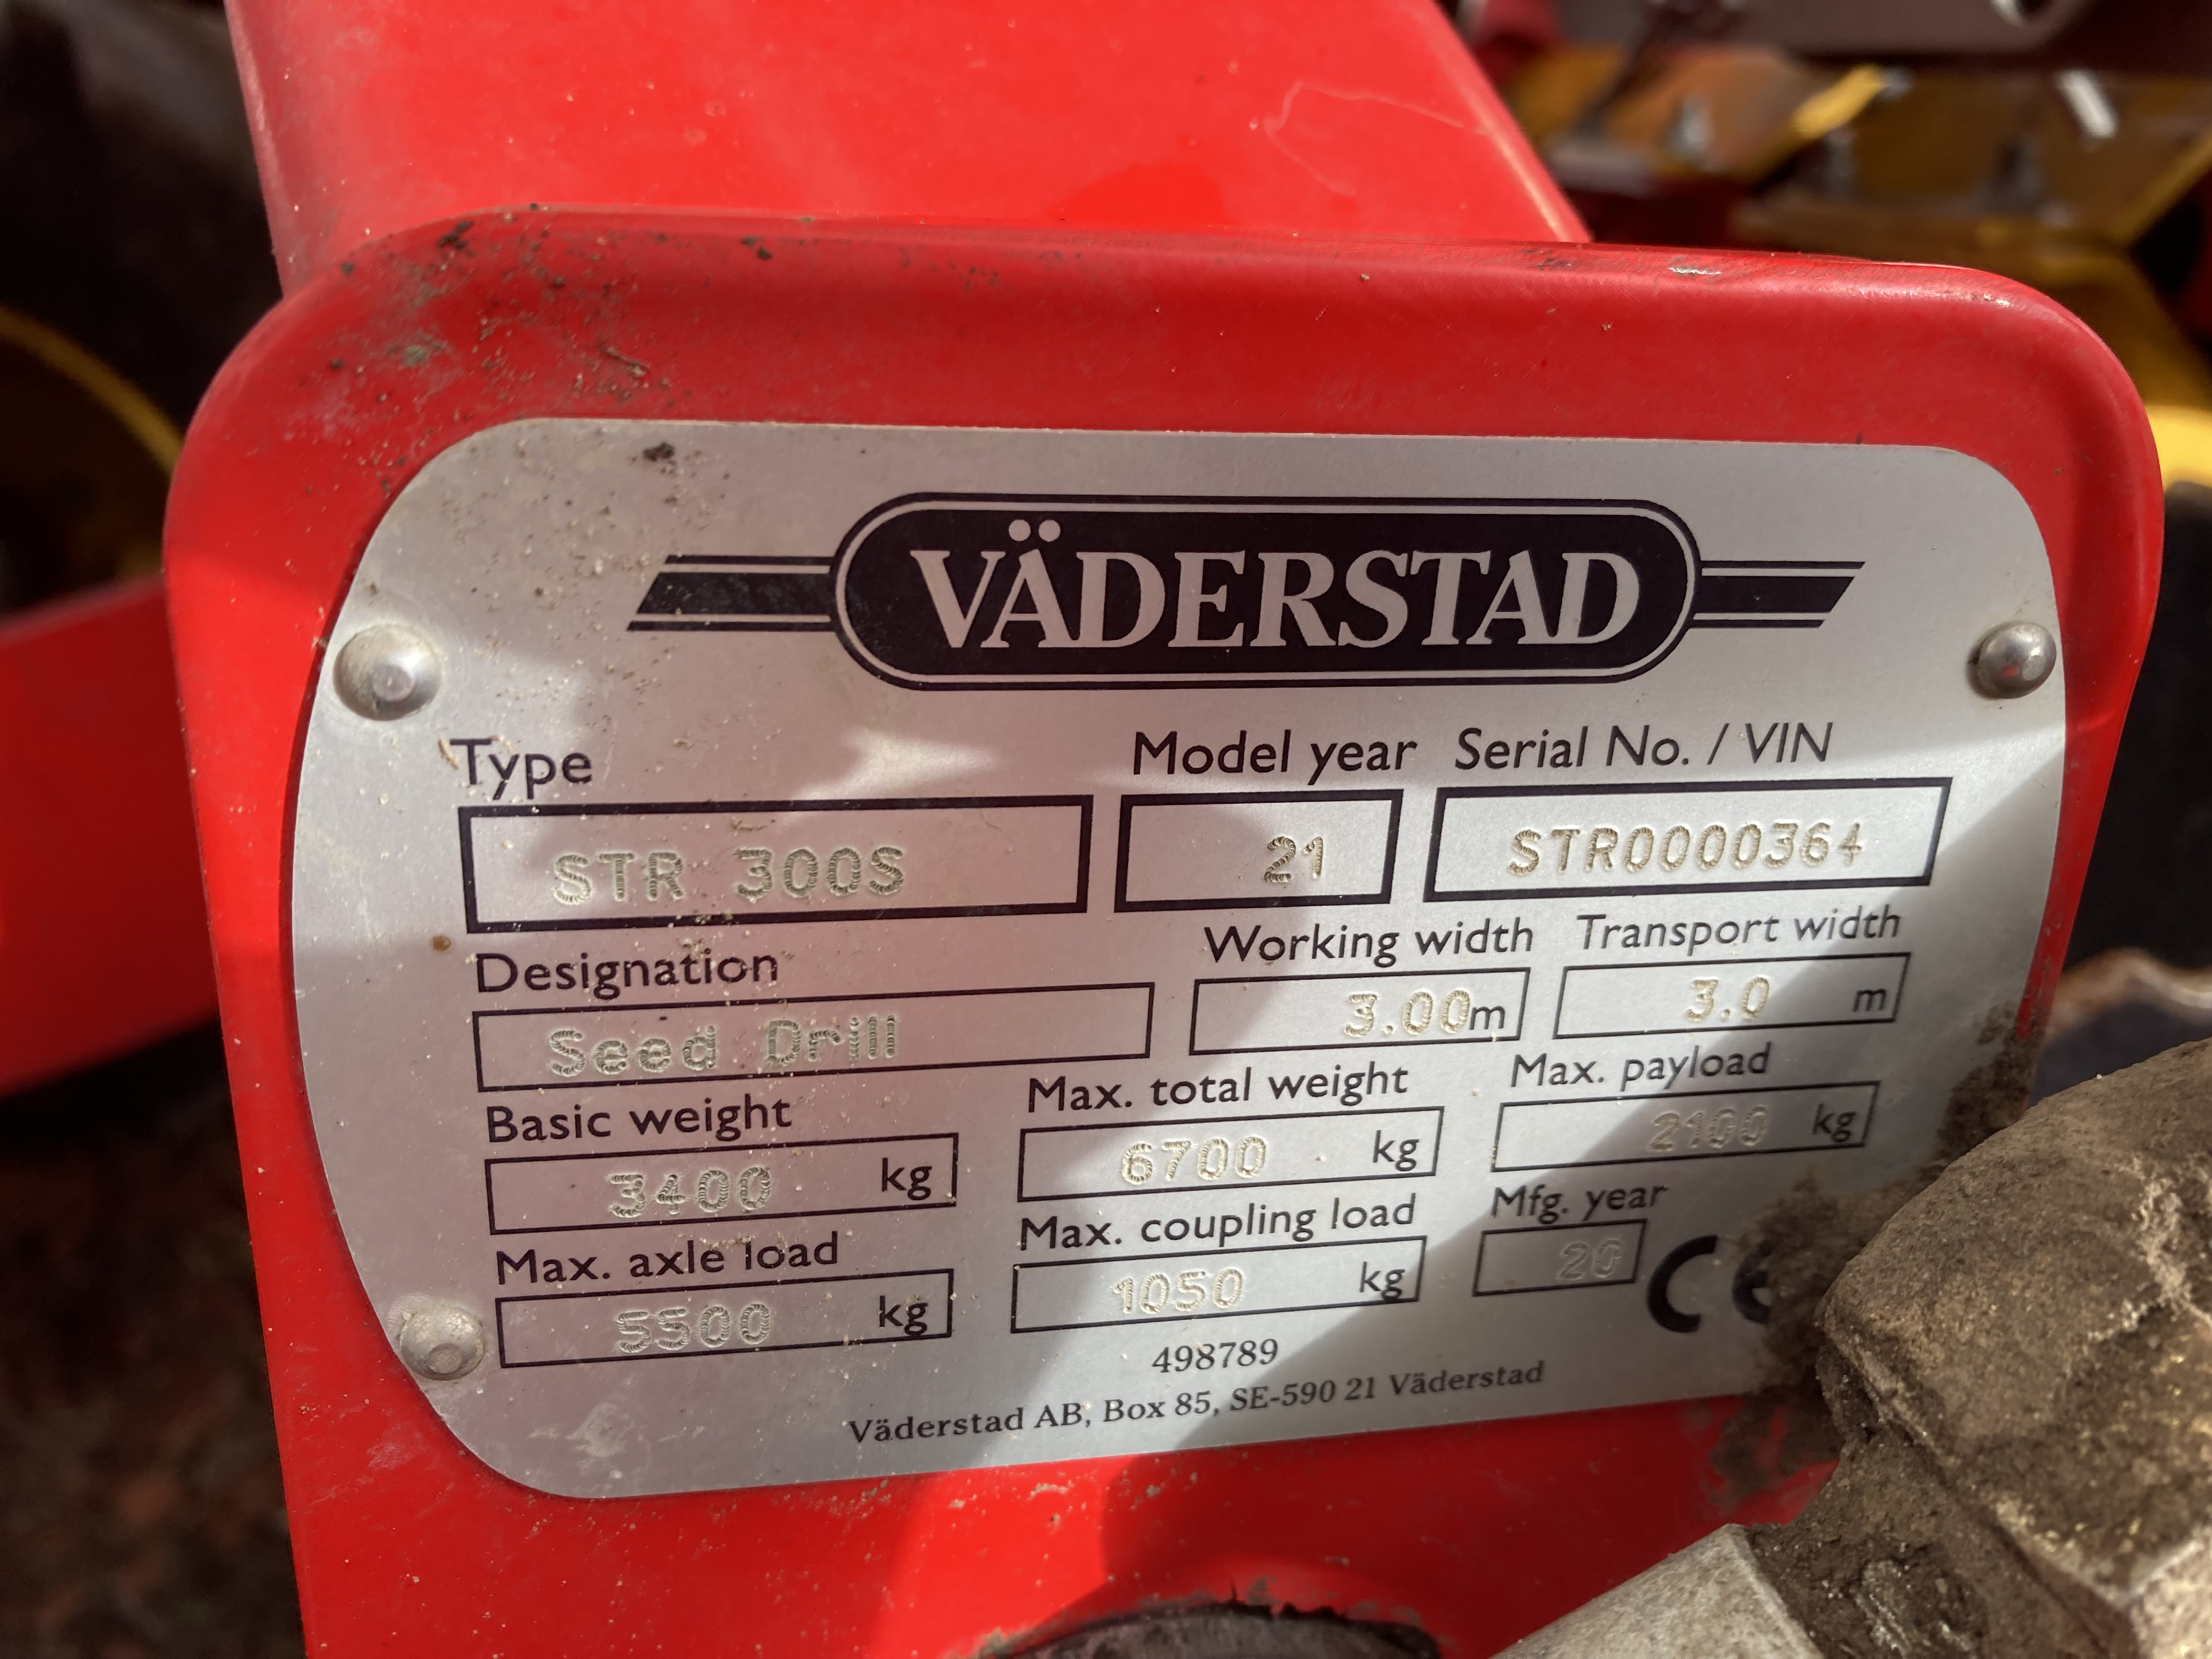 VÄDERSTAD
Type Model year Serial No. / VIN
STR 300S 21 STR0000364
Designation Working width Transport width
Seed Drill 3.00m 3.0 m
Basic weight Max. total weight Max. payload
3400 kg 6700 kg 2100 kg
Max. axle load Max. coupling load Mfg. year
5500 kg 1050 kg 20 CE
498789
Väderstad AB, Box 85, SE-590 21 Väderstad